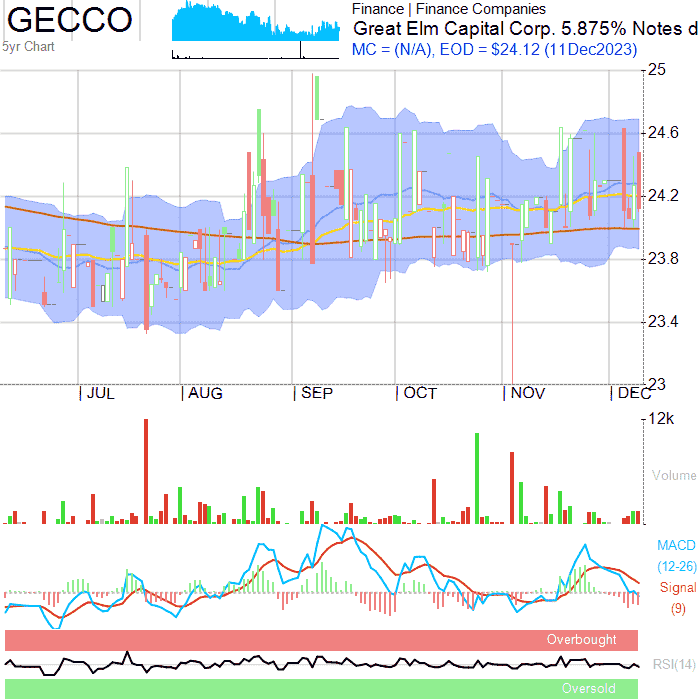 GECCO
5yr Chart
Finance | Finance Companies
Great Elm Capital Corp. 5.875% Notes d
MC = (N/A), EOD = $24.12 (11Dec2023)
25
24.6
24.2
23.8
23.4
23
JUL AUG SEP OCT NOV DEC
12k
Volume
MACD
(12-26)
Signal
(9)
Overbought
RSI(14)
Oversold